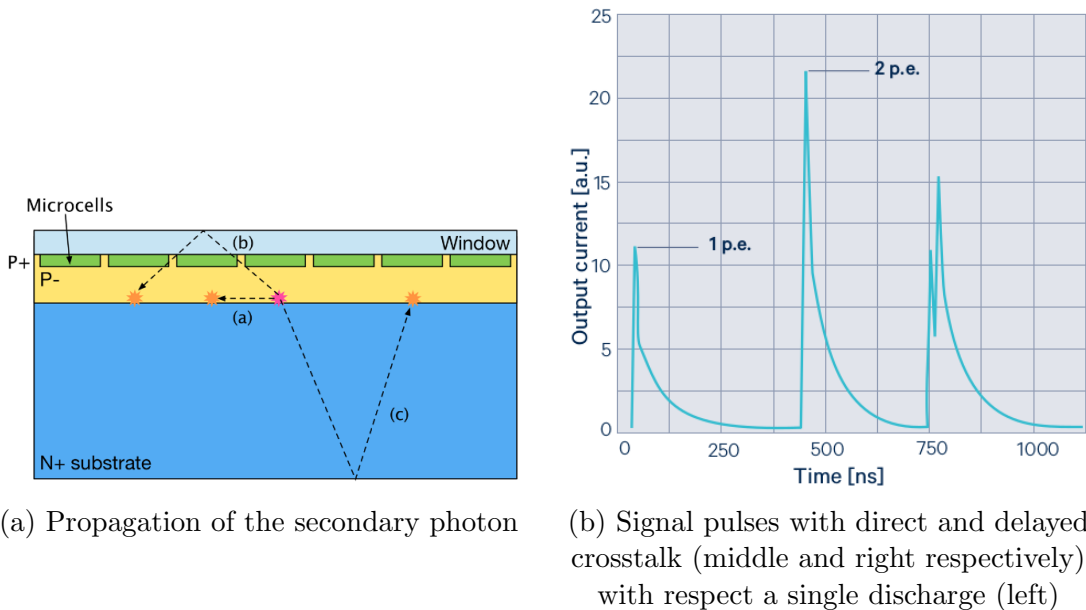 Microcells
(b)
Window
P+
P-
(a)
(c)
N+ substrate
(a) Propagation of the secondary photon
25
20
15
10
5
0
Output current [a.u.]
2 p.e.
1 p.e.
0 250 500 750 1000
Time [ns]
(b) Signal pulses with direct and delayed
crosstalk (middle and right respectively)
with respect a single discharge (left)